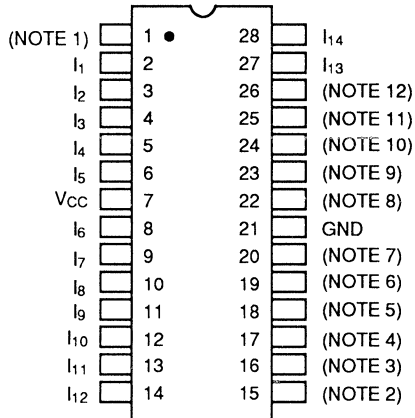 (NOTE 1) 1 28 I₁₄
I₁ 2 27 I₁₃
I₂ 3 26 (NOTE 12)
I₃ 4 25 (NOTE 11)
I₄ 5 24 (NOTE 10)
I₅ 6 23 (NOTE 9)
VCC 7 22 (NOTE 8)
I₆ 8 21 GND
I₇ 9 20 (NOTE 7)
I₈ 10 19 (NOTE 6)
I₉ 11 18 (NOTE 5)
I₁₀ 12 17 (NOTE 4)
I₁₁ 13 16 (NOTE 3)
I₁₂ 14 15 (NOTE 2)